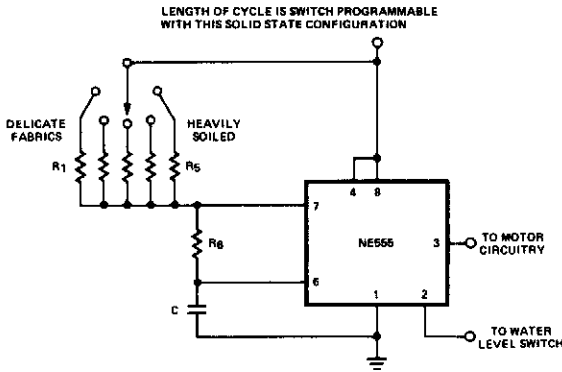 LENGTH OF CYCLE IS SWITCH PROGRAMMABLE
WITH THIS SOLID STATE CONFIGURATION
DELICATE
FABRICS
HEAVILY
SOILED
R1
R5
4
8
7
R6
NE555
3
TO MOTOR
CIRCUITRY
6
C
1
2
TO WATER
LEVEL SWITCH